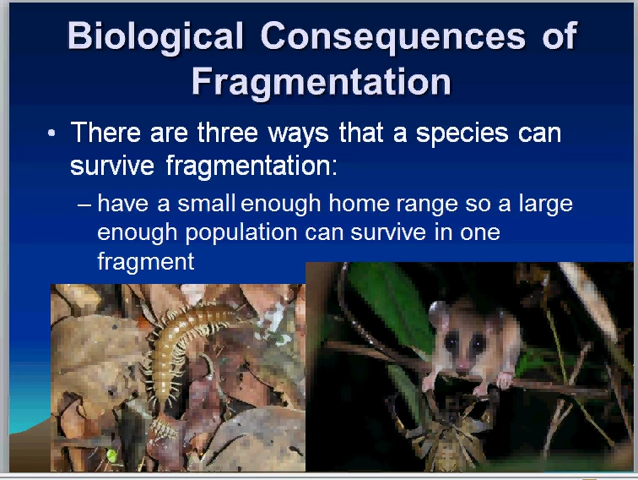 Biological Consequences of
Fragmentation
• There are three ways that a species can
survive fragmentation:
– have a small enough home range so a large
enough population can survive in one
fragment